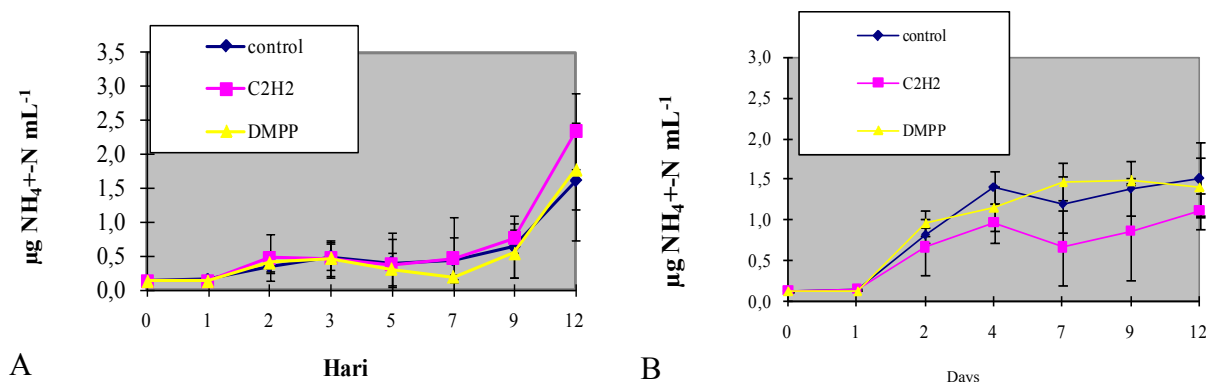 control
C2H2
DMPP
3,5
3,0
2,5
2,0
1,5
1,0
0,5
0,0
µg NH₄+-N mL⁻¹
0 1 2 3 5 7 9 12
Hari
A
control
C2H2
DMPP
3,0
2,5
2,0
1,5
1,0
0,5
0,0
µg NH₄+-N mL⁻¹
0 1 2 4 7 9 12
Days
B